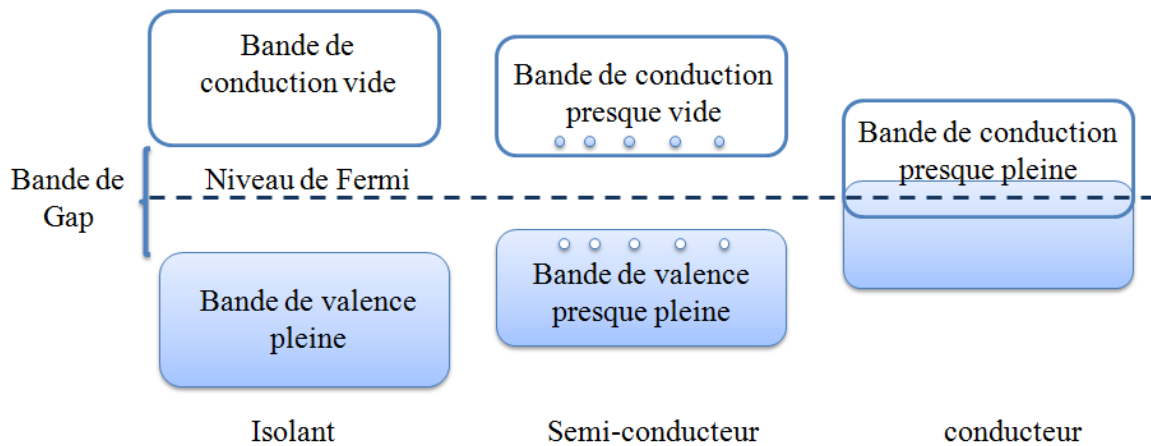 Bande de
conduction vide
Bande de conduction
presque vide
Bande de conduction
presque pleine
Bande de
Gap
Niveau de Fermi
Bande de valence
pleine
Bande de valence
presque pleine
Isolant
Semi-conducteur
conducteur